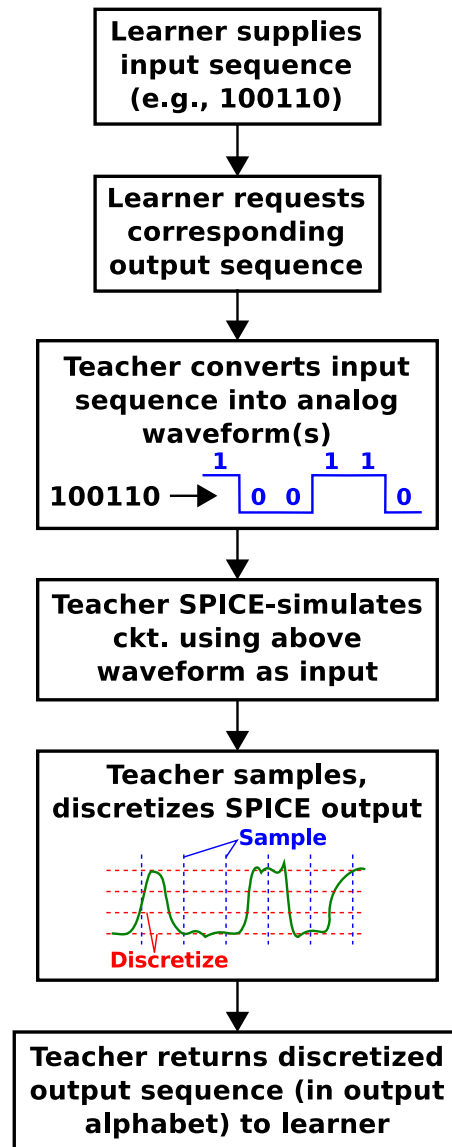 Learner supplies
input sequence
(e.g., 100110)
Learner requests
corresponding
output sequence
Teacher converts input
sequence into analog
waveform(s)
1 1 1
100110 0 0 0
Teacher SPICE-simulates
ckt. using above
waveform as input
Teacher samples,
discretizes SPICE output
Sample
Discretize
Teacher returns discretized
output sequence (in output
alphabet) to learner